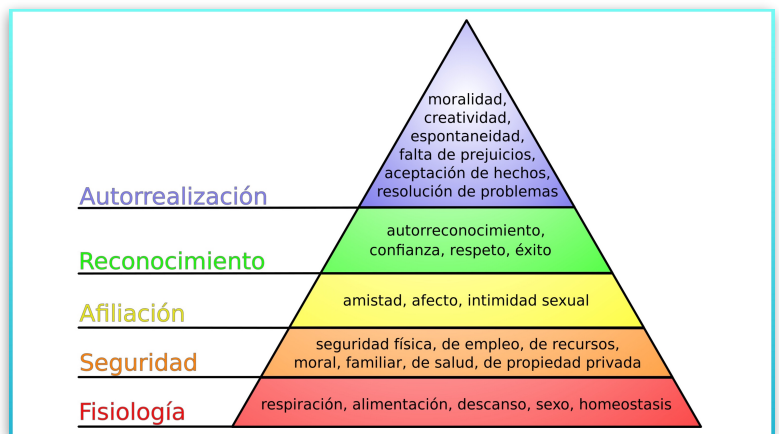 moralidad,
creatividad,
espontaneidad,
falta de prejuicios,
aceptación de hechos,
resolución de problemas
Autorrealización
autorreconocimiento,
confianza, respeto, éxito
Reconocimiento
amistad, afecto, intimidad sexual
Afiliación
seguridad física, de empleo, de recursos,
moral, familiar, de salud, de propiedad privada
Seguridad
respiración, alimentación, descanso, sexo, homeostasis
Fisiología